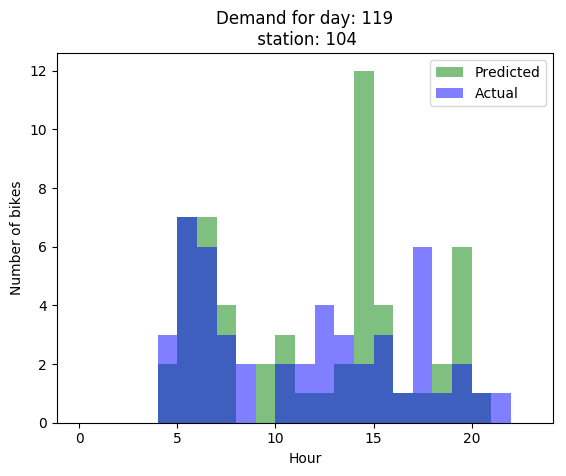 Demand for day: 119
station: 104
Predicted
Actual
Number of bikes
12
10
8
6
4
2
0
0 5 10 15 20
Hour